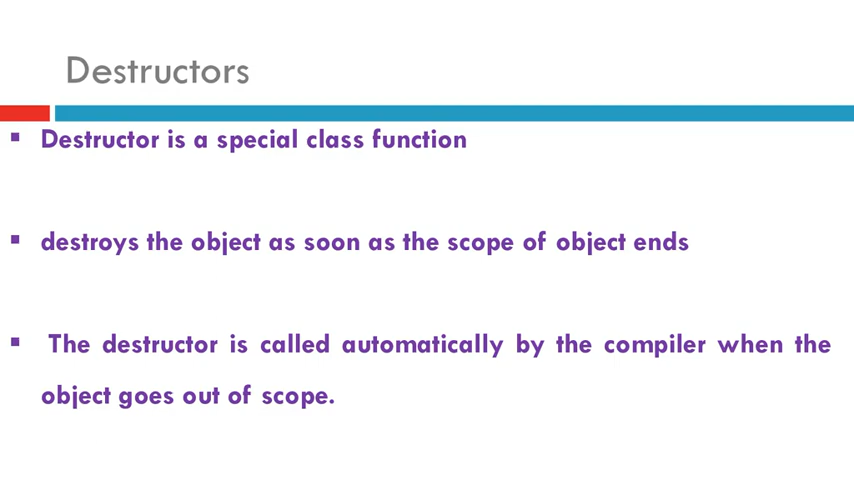 Destructors
▪ Destructor is a special class function
▪ destroys the object as soon as the scope of object ends
▪ The destructor is called automatically by the compiler when the
object goes out of scope.